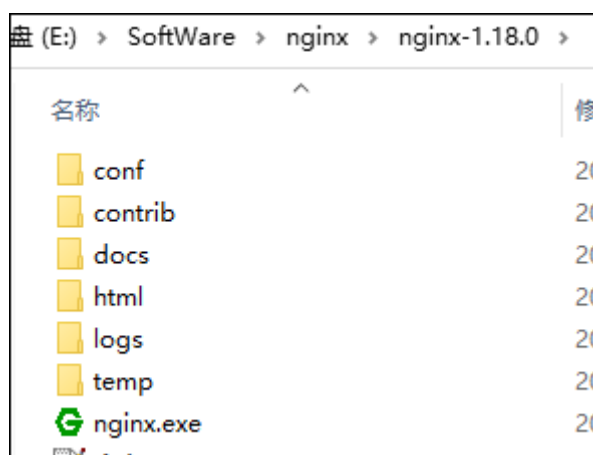 盘 (E:) > SoftWare > nginx > nginx-1.18.0 >
名称
conf
contrib
docs
html
logs
temp
nginx.exe